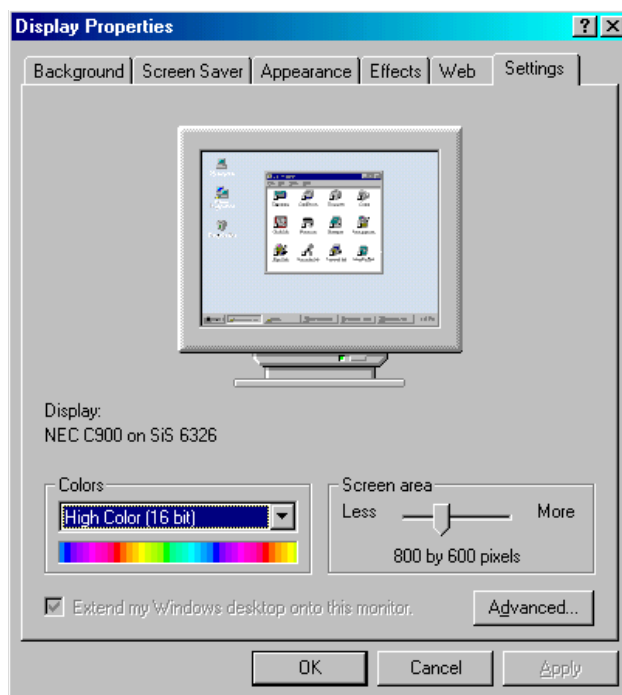 Display Properties
Background Screen Saver Appearance Effects Web Settings
Display:
NEC C900 on SiS 6326
Colors
High Color (16 bit)
Screen area
Less More
800 by 600 pixels
Extend my Windows desktop onto this monitor.
Advanced...
OK Cancel Apply